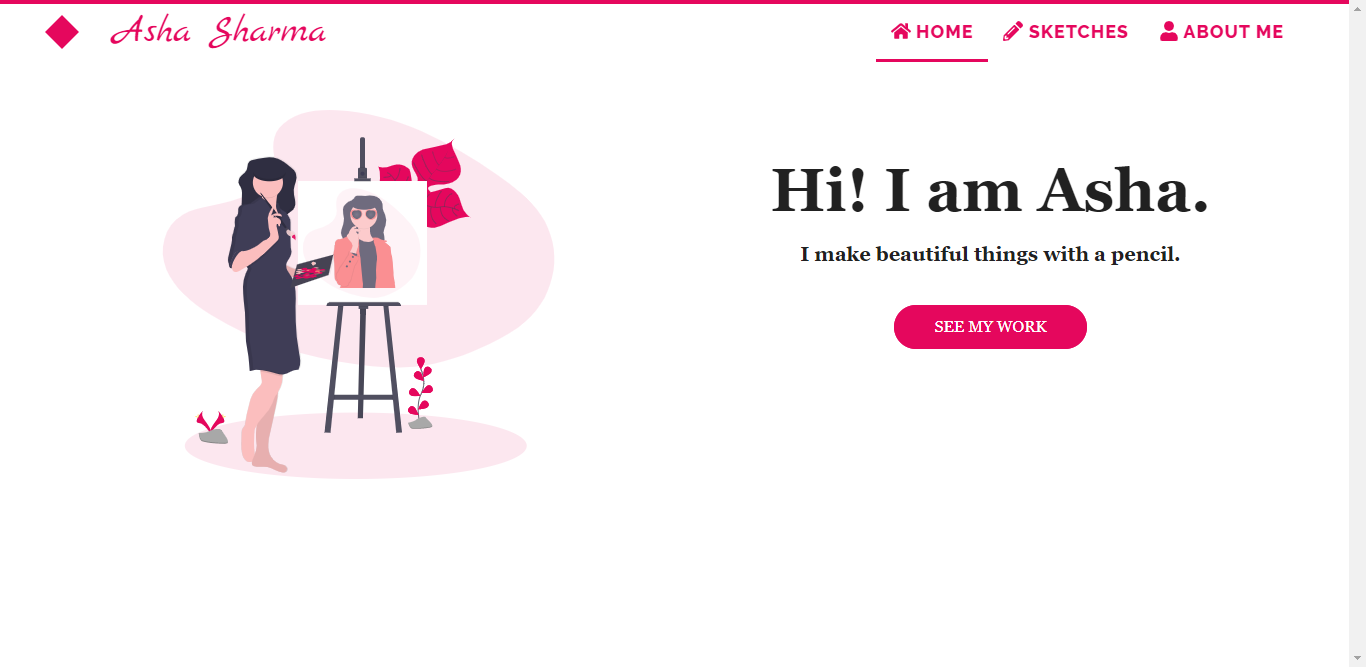 Asha Sharma
HOME
SKETCHES
ABOUT ME
Hi! I am Asha.
I make beautiful things with a pencil.
SEE MY WORK